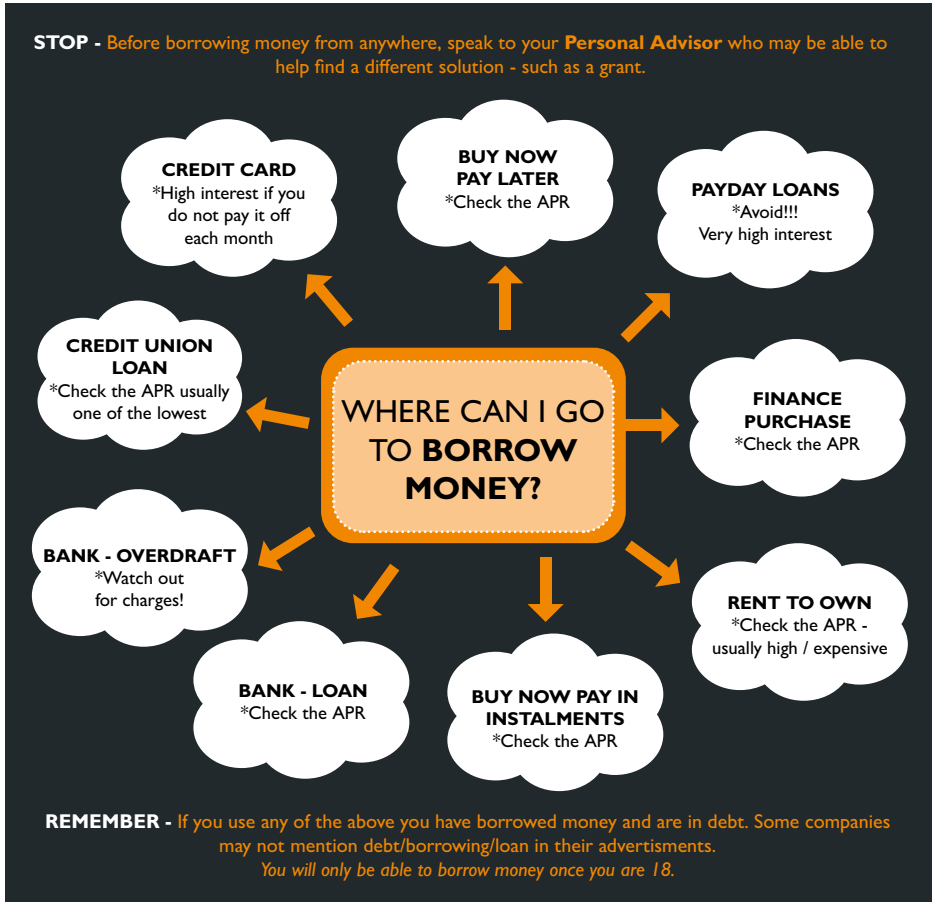 STOP - Before borrowing money from anywhere, speak to your Personal Advisor who may be able to
help find a different solution - such as a grant.
CREDIT CARD
*High interest if you
do not pay it off
each month
BUY NOW
PAY LATER
*Check the APR
PAYDAY LOANS
*Avoid!!!
Very high interest
CREDIT UNION
LOAN
*Check the APR usually
one of the lowest
WHERE CAN I GO
TO BORROW
MONEY?
FINANCE
PURCHASE
*Check the APR
BANK - OVERDRAFT
*Watch out
for charges!
RENT TO OWN
*Check the APR -
usually high / expensive
BANK - LOAN
*Check the APR
BUY NOW PAY IN
INSTALMENTS
*Check the APR
REMEMBER - If you use any of the above you have borrowed money and are in debt. Some companies
may not mention debt/borrowing/loan in their advertisments.
You will only be able to borrow money once you are 18.